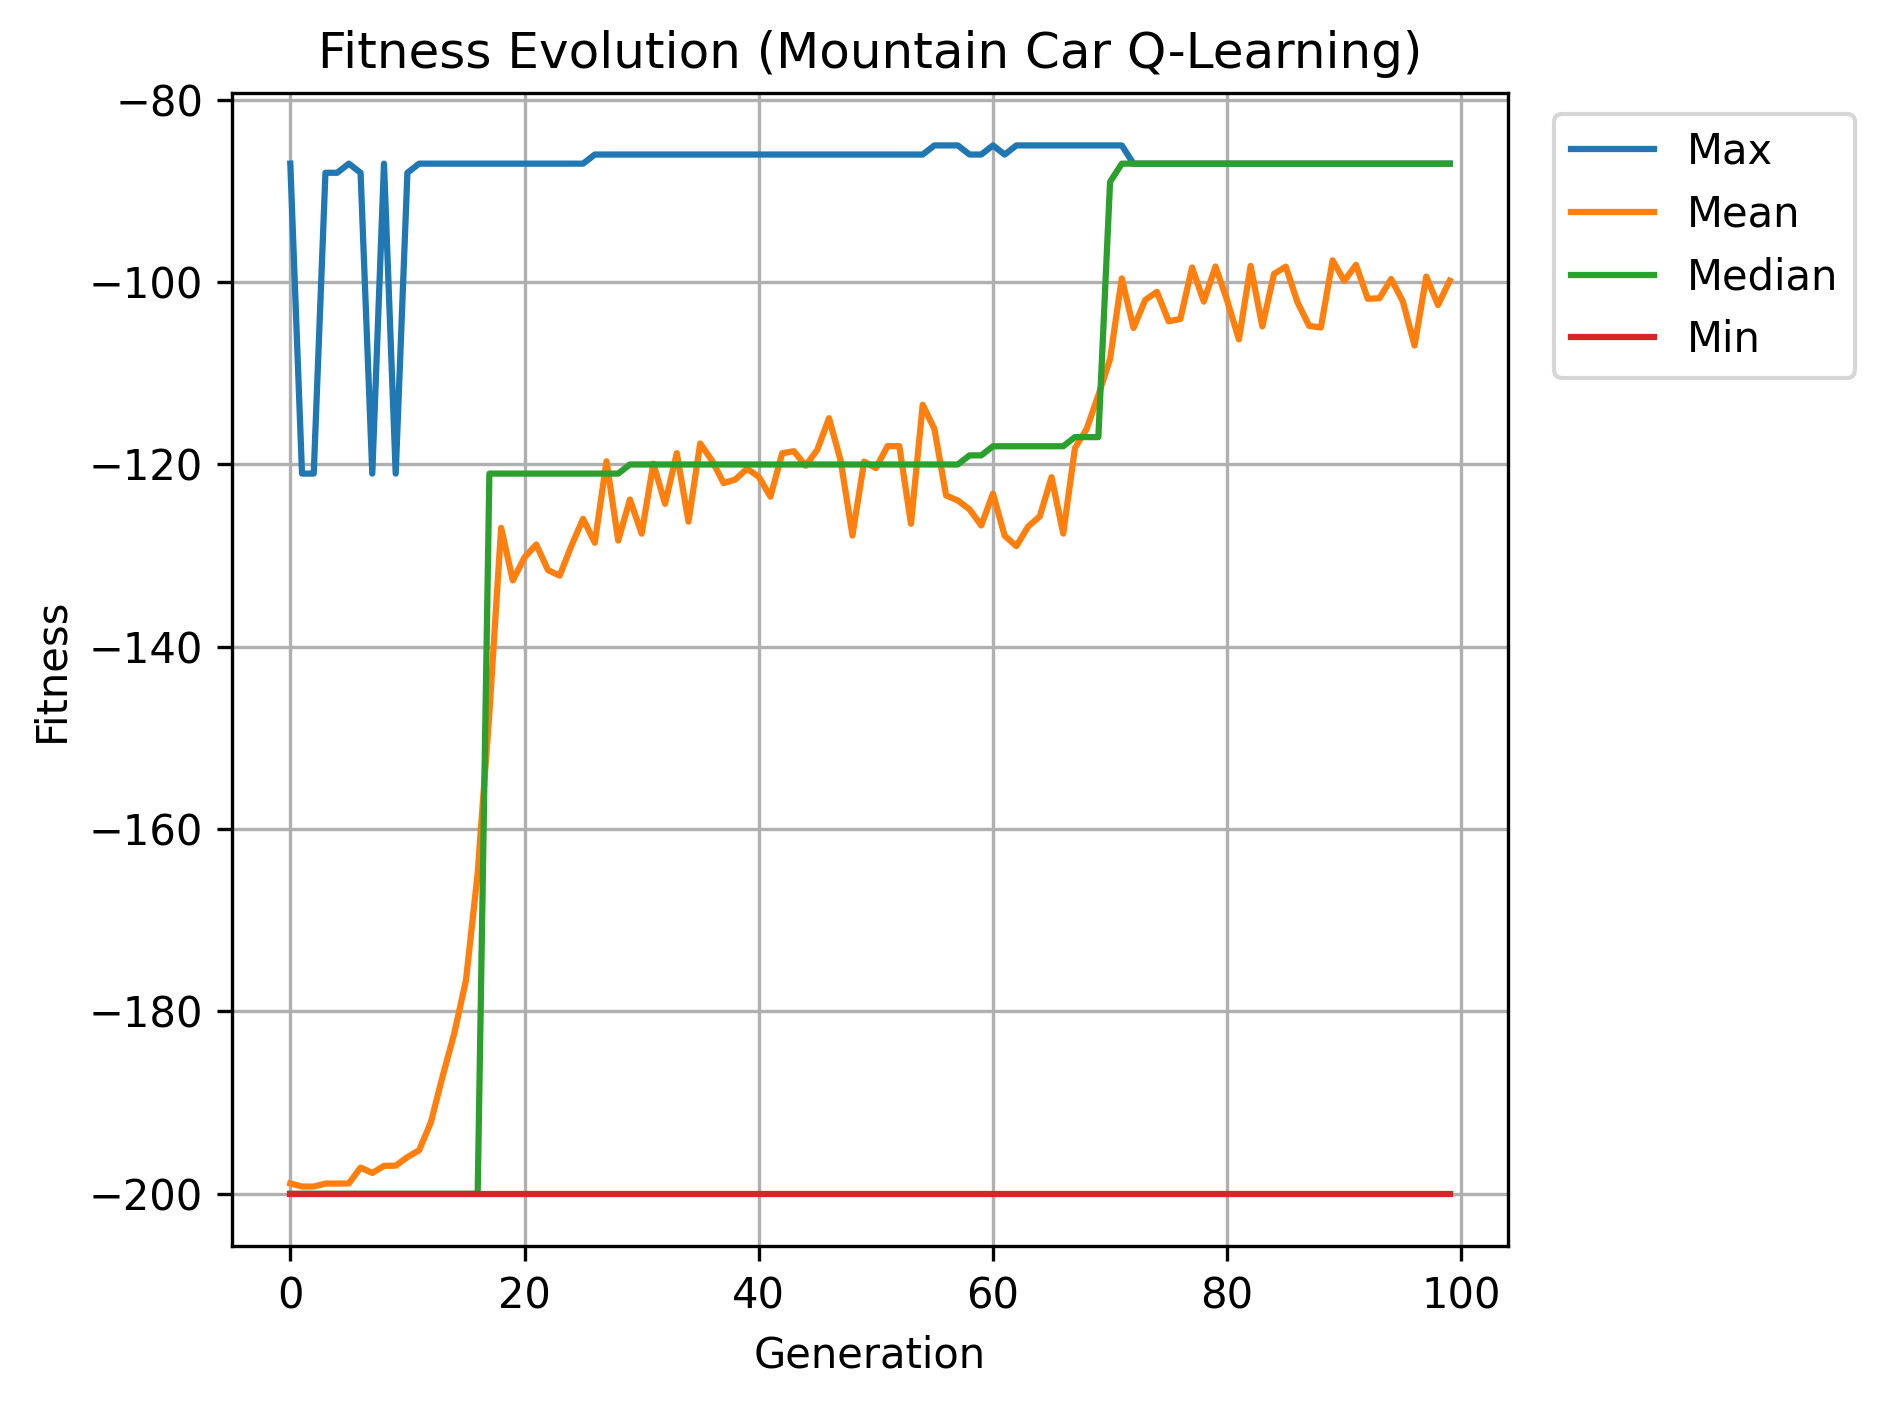 Fitness Evolution (Mountain Car Q-Learning)
−80
−100
−120
−140
−160
−180
−200
Fitness
0 20 40 60 80 100
Generation
Max
Mean
Median
Min